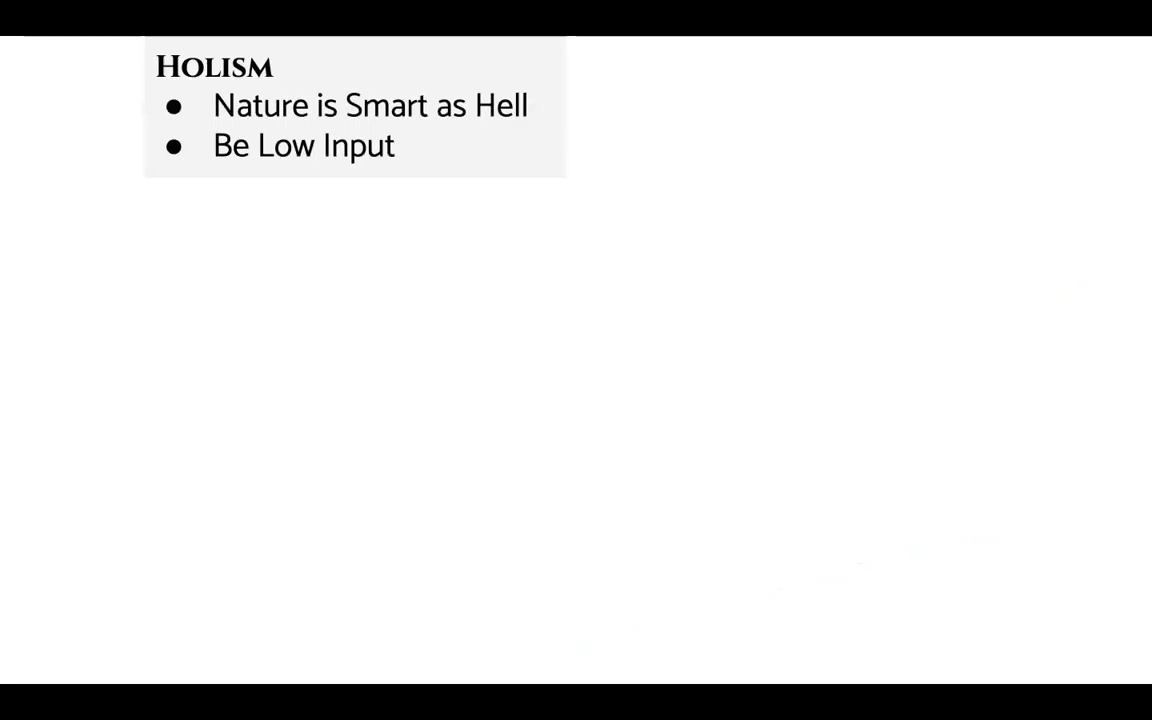 Holism
● Nature is Smart as Hell
● Be Low Input